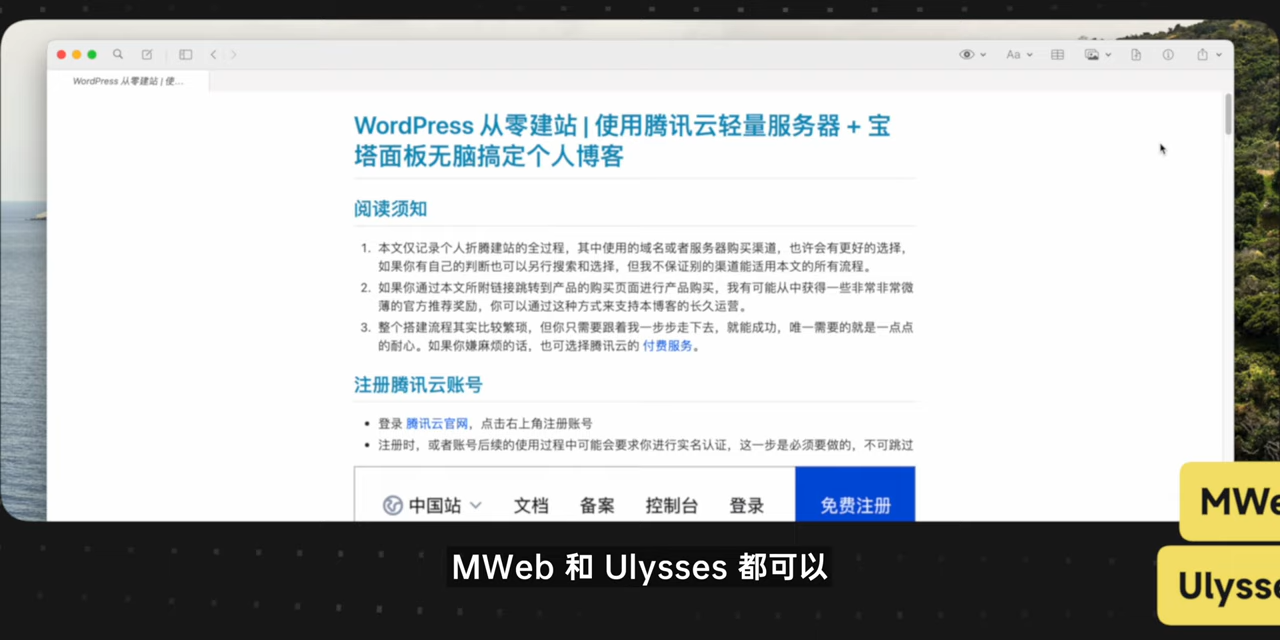 Aa
WordPress 从零建站 | 使...
WordPress 从零建站 | 使用腾讯云轻量服务器 + 宝
塔面板无脑搞定个人博客
阅读须知
1. 本文仅记录个人折腾建站的全过程，其中使用的域名或者服务器购买渠道，也许会有更好的选择，
如果你有自己的判断也可以另行搜索和选择，但我不保证别的渠道能适用本文的所有流程。
2. 如果你通过本文所附链接跳转到产品的购买页面进行产品购买，我有可能从中获得一些非常非常微
薄的官方推荐奖励，你可以通过这种方式来支持本博客的长久运营。
3. 整个搭建流程其实比较繁琐，但你只需要跟着我一步步走下去，就能成功，唯一需要的就是一点点
的耐心。如果你嫌麻烦的话，也可选择腾讯云的 付费服务。
注册腾讯云账号
• 登录 腾讯云官网，点击右上角注册账号
• 注册时，或者账号后续的使用过程中可能会要求你进行实名认证，这一步是必须要做的，不可跳过
中国站 文档 备案 控制台 登录 免费注册
MWe
Ulysse
MWeb 和 Ulysses 都可以